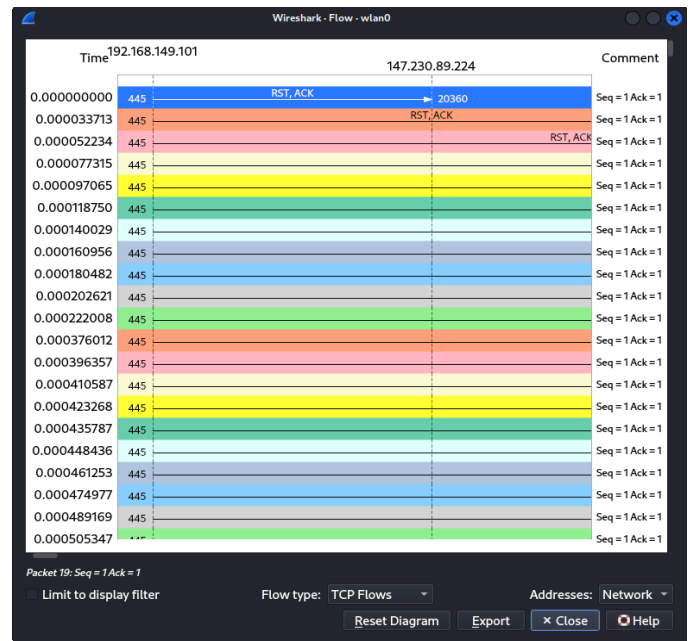 Wireshark · Flow · wlan0
Time 192.168.149.101 147.230.89.224 Comment
0.000000000 445 RST, ACK 20360 Seq = 1 Ack = 1
0.000033713 445 RST, ACK Seq = 1 Ack = 1
0.000052234 445 RST, ACK Seq = 1 Ack = 1
0.000077315 445 Seq = 1 Ack = 1
0.000097065 445 Seq = 1 Ack = 1
0.000118750 445 Seq = 1 Ack = 1
0.000140029 445 Seq = 1 Ack = 1
0.000160956 445 Seq = 1 Ack = 1
0.000180482 445 Seq = 1 Ack = 1
0.000202621 445 Seq = 1 Ack = 1
0.000222008 445 Seq = 1 Ack = 1
0.000376012 445 Seq = 1 Ack = 1
0.000396357 445 Seq = 1 Ack = 1
0.000410587 445 Seq = 1 Ack = 1
0.000423268 445 Seq = 1 Ack = 1
0.000435787 445 Seq = 1 Ack = 1
0.000448436 445 Seq = 1 Ack = 1
0.000461253 445 Seq = 1 Ack = 1
0.000474977 445 Seq = 1 Ack = 1
0.000489169 445 Seq = 1 Ack = 1
0.000505347 445 Seq = 1 Ack = 1
Packet 19: Seq = 1 Ack = 1
Limit to display filter Flow type: TCP Flows Addresses: Network
Reset Diagram Export Close Help